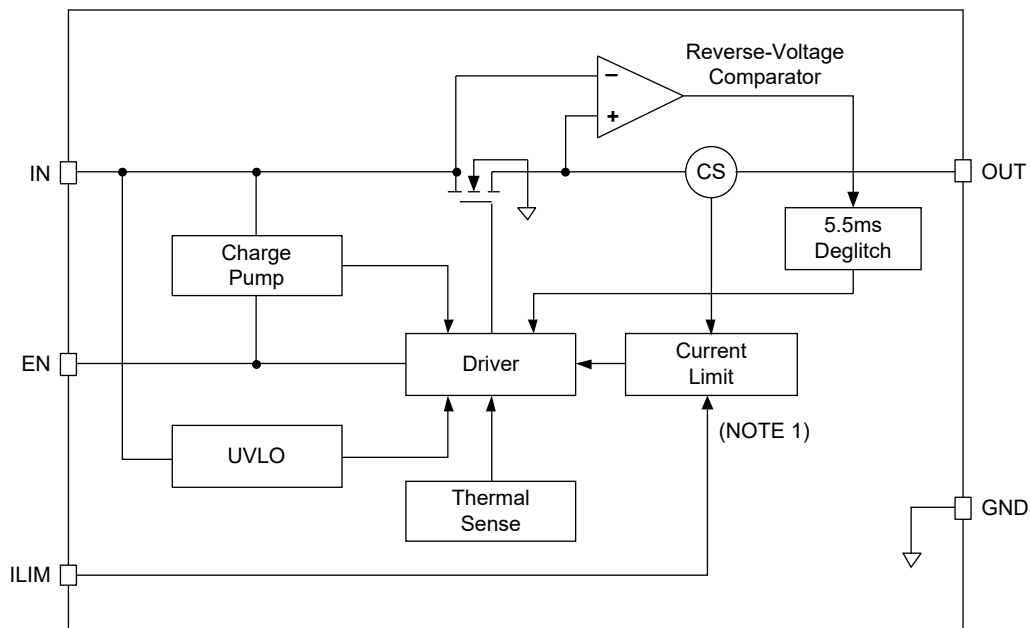 Reverse-Voltage
Comparator
−
+
IN
CS
OUT
5.5ms
Deglitch
Charge
Pump
EN
Driver
Current
Limit
(NOTE 1)
UVLO
Thermal
Sense
GND
ILIM